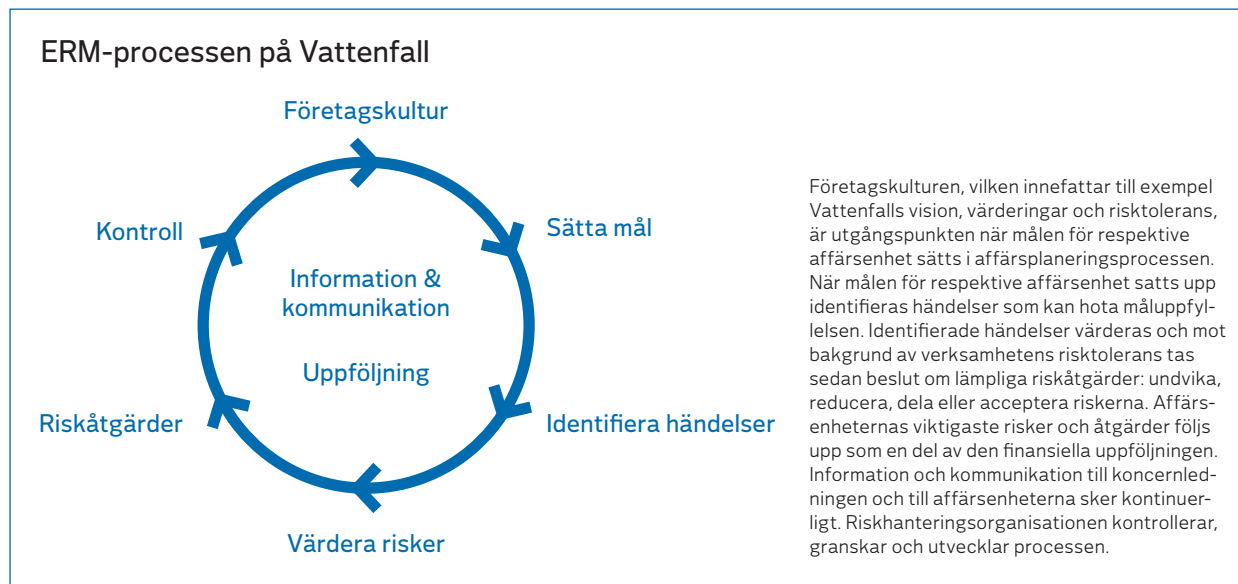 ERM-processen på Vattenfall
Företagskultur
Sätta mål
Identifiera händelser
Värdera risker
Riskåtgärder
Kontroll
Information &
kommunikation
Uppföljning
Företagskulturen, vilken innefattar till exempel
Vattenfalls vision, värderingar och risktolerans,
är utgångspunkten när målen för respektive
affärsenhet sätts i affärsplaneringsprocessen.
När målen för respektive affärsenhet satts upp
identifieras händelser som kan hota måluppfyl-
lelsen. Identifierade händelser värderas och mot
bakgrund av verksamhetens risktolerans tas
sedan beslut om lämpliga riskåtgärder: undvika,
reducera, dela eller acceptera riskerna. Affärs-
enheternas viktigaste risker och åtgärder följs
upp som en del av den finansiella uppföljningen.
Information och kommunikation till koncernled-
ningen och till affärsenheterna sker kontinuer-
ligt. Riskhanteringsorganisationen kontrollerar,
granskar och utvecklar processen.